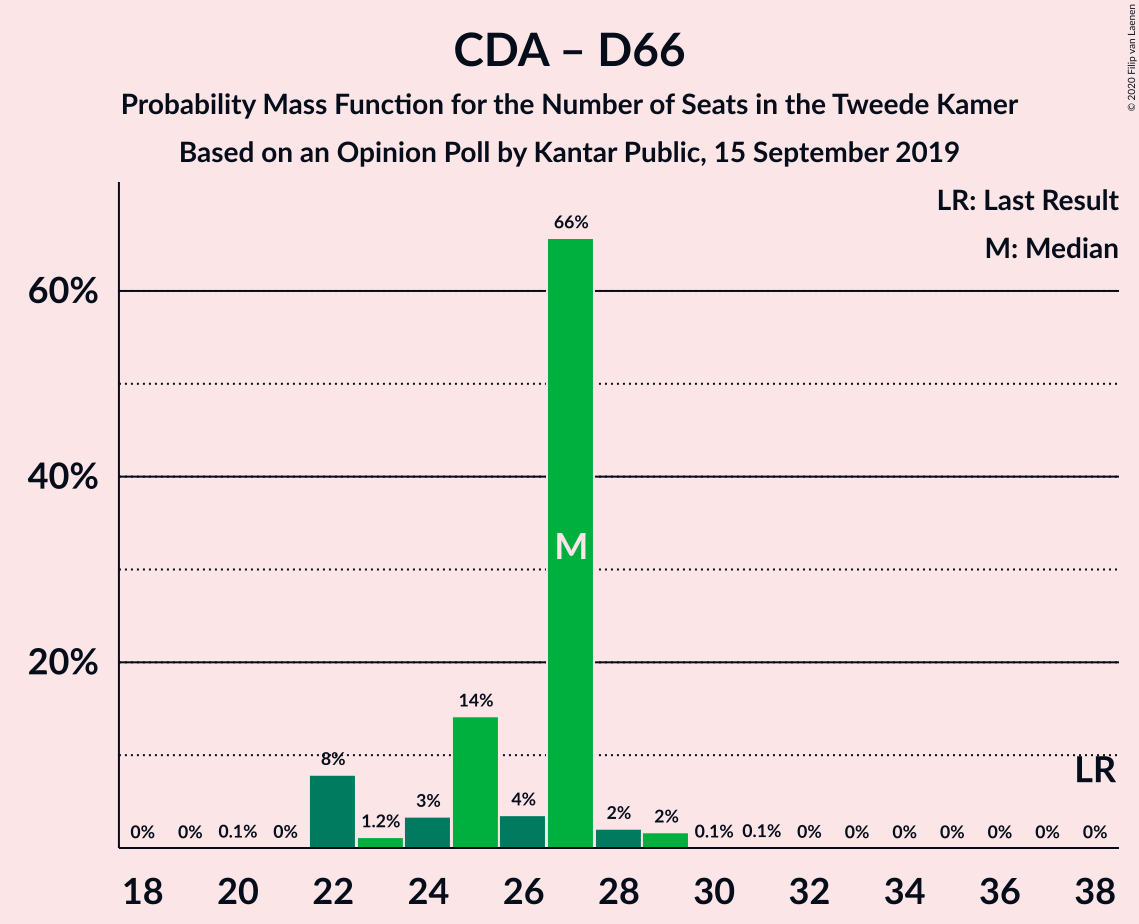 © 2020 Filip van Laenen
CDA – D66
Probability Mass Function for the Number of Seats in the Tweede Kamer
Based on an Opinion Poll by Kantar Public, 15 September 2019
LR: Last Result
M: Median
60%
40%
20%
0% 0% 0.1% 0% 8% 1.2% 3% 14% 4% 66% 2% 2% 0.1% 0.1% 0% 0% 0% 0% 0% 0% 0%
M
LR
18 20 22 24 26 28 30 32 34 36 38